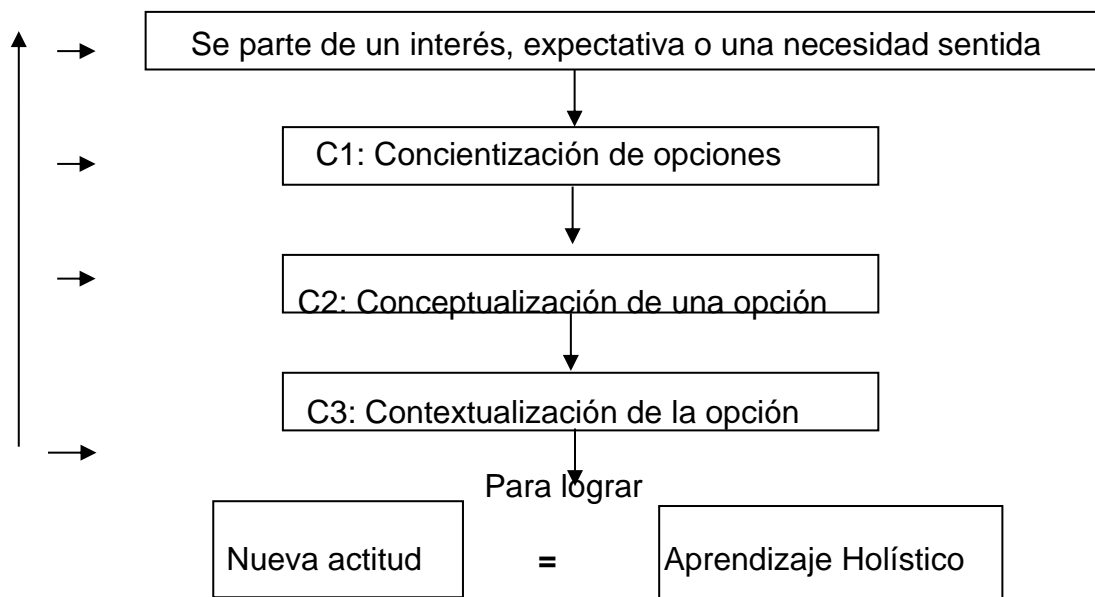 Se parte de un interés, expectativa o una necesidad sentida
C1: Concientización de opciones
C2: Conceptualización de una opción
C3: Contextualización de la opción
Para lograr
Nueva actitud = Aprendizaje Holístico